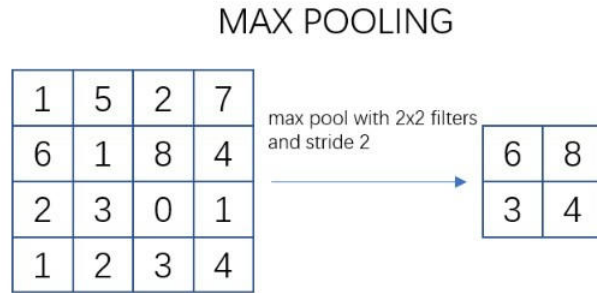 MAX POOLING
1 5 2 7
6 1 8 4
2 3 0 1
1 2 3 4
max pool with 2x2 filters
and stride 2
6 8
3 4